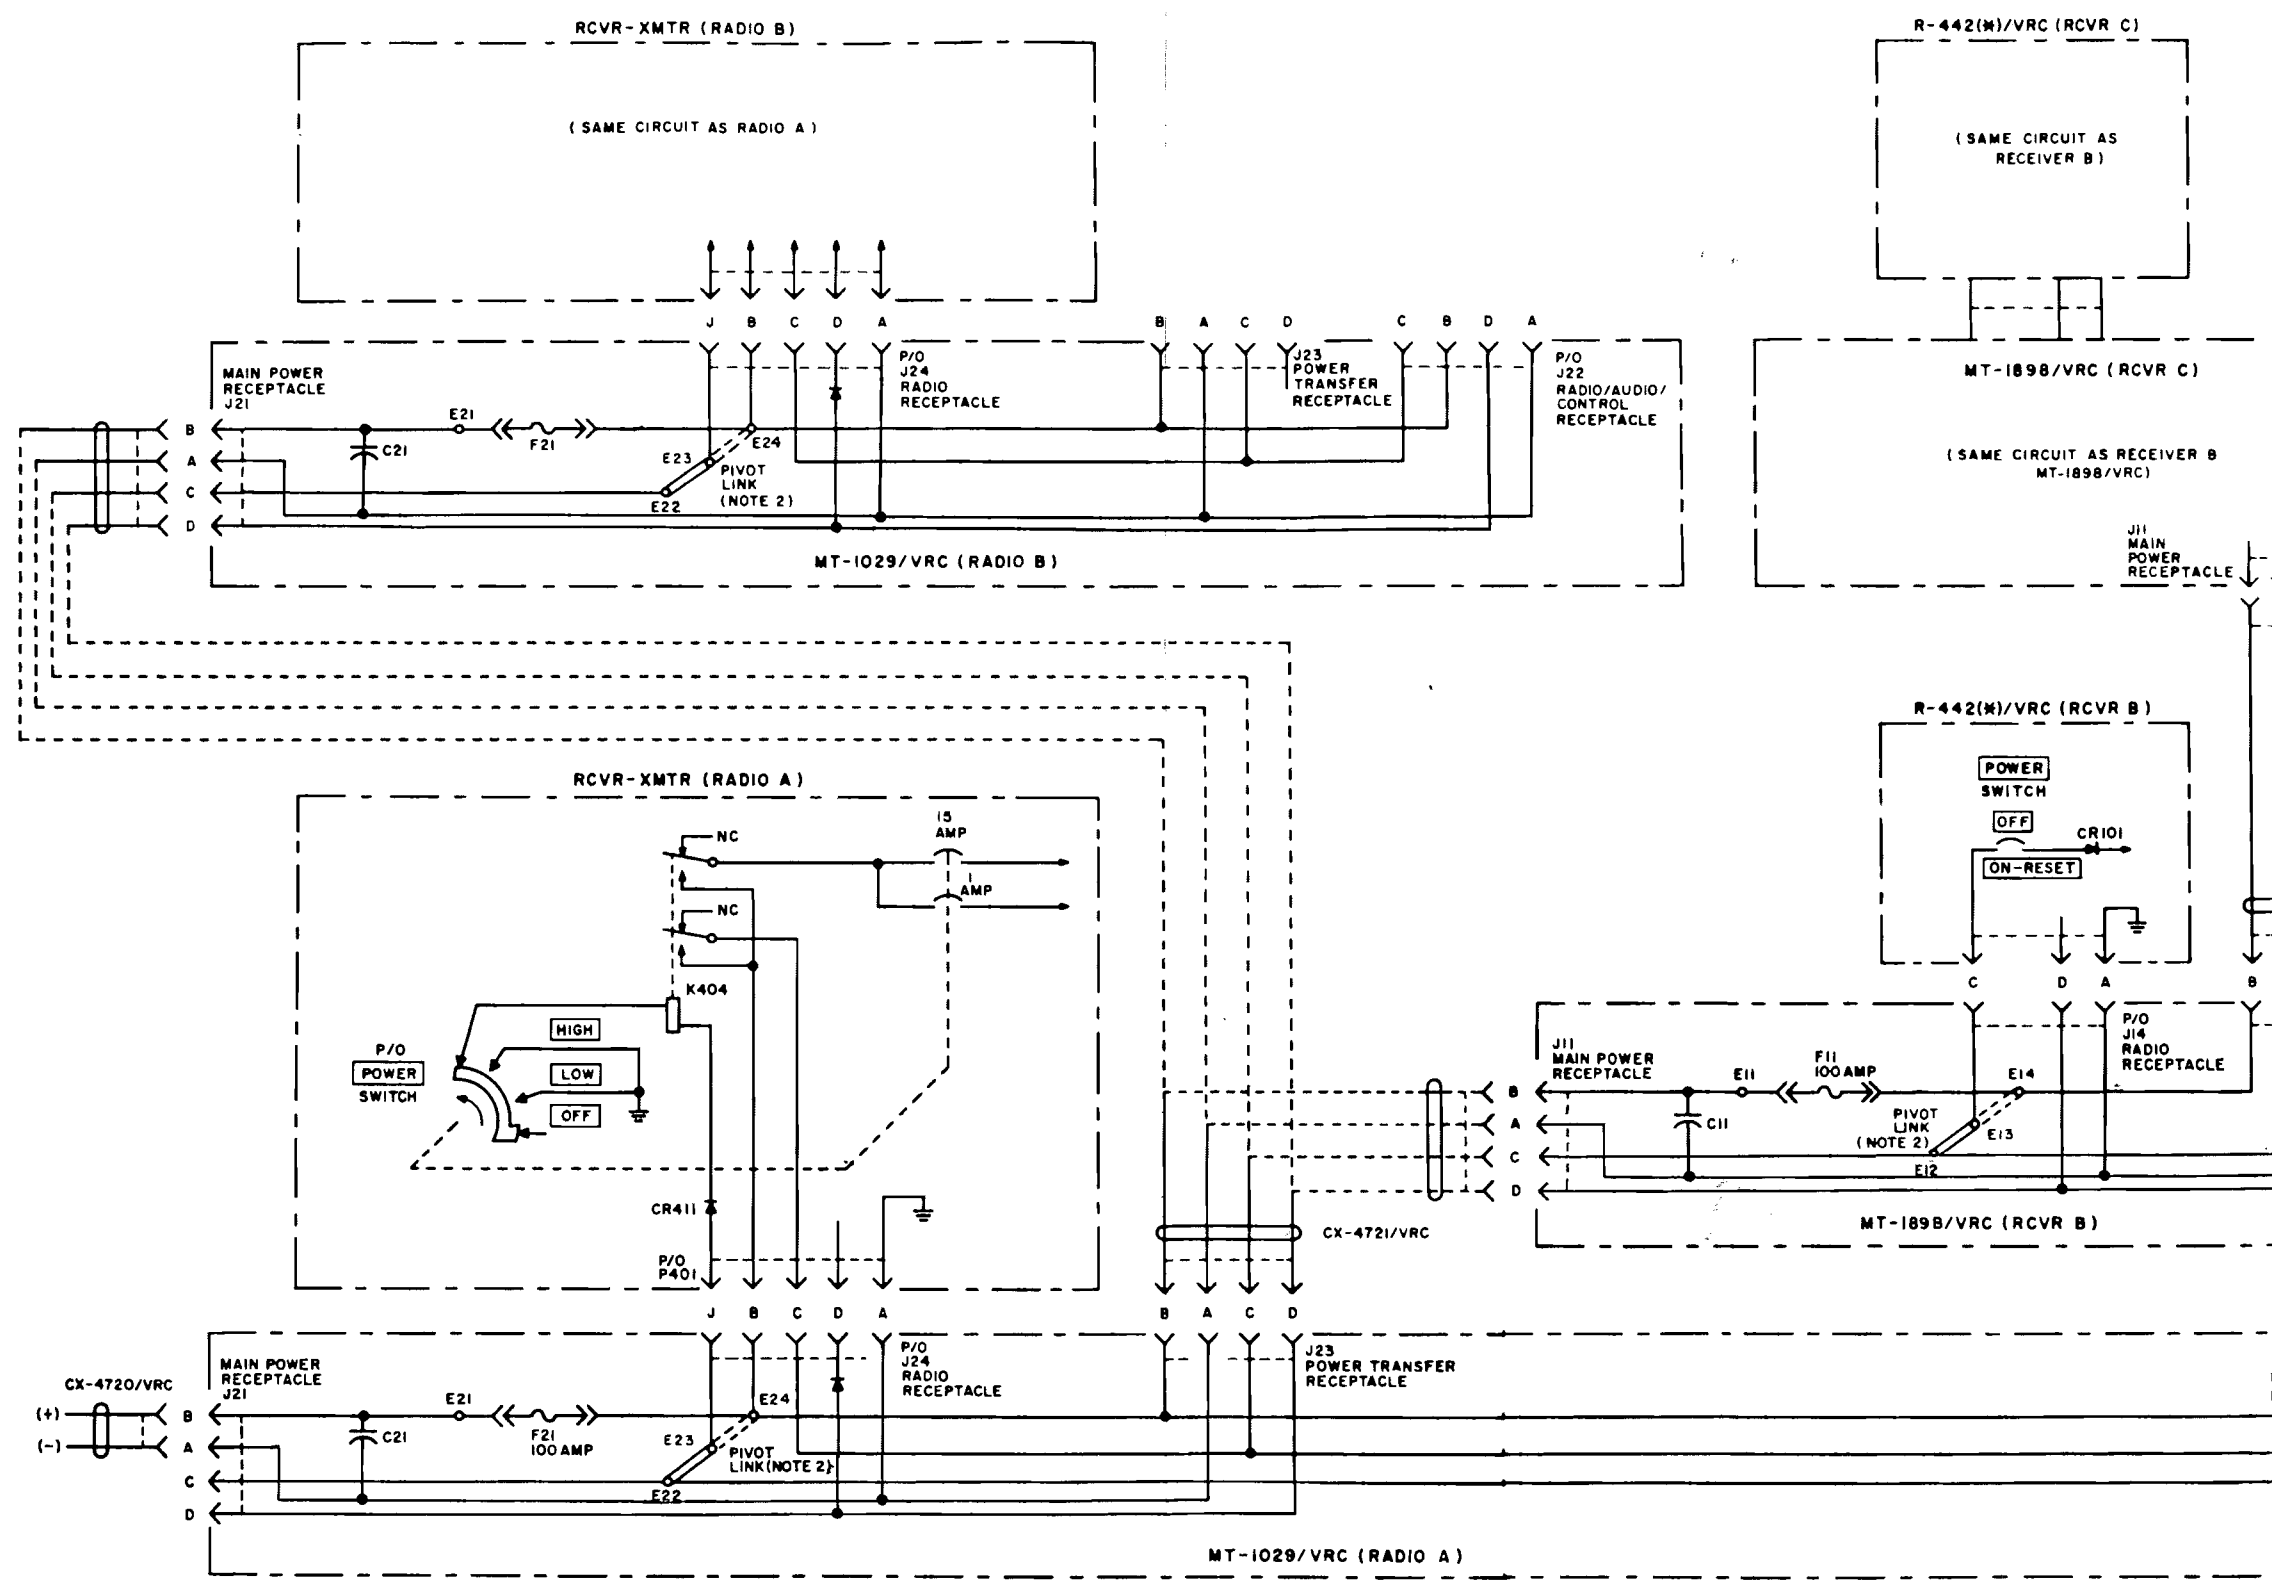 RCVR-XMTR (RADIO B)
R-442(*)/VRC (RCVR C)
(SAME CIRCUIT AS RADIO A)
(SAME CIRCUIT AS
RECEIVER B)
J B C D A
B A C D
C B D A
MAIN POWER
RECEPTACLE
J21
P/O
J24
RADIO
RECEPTACLE
J23
POWER
TRANSFER
RECEPTACLE
P/O
J22
RADIO/AUDIO/
CONTROL
RECEPTACLE
MT-1898/VRC (RCVR C)
B
A
C
D
E21
F21
C21
E24
E23
PIVOT
LINK
(NOTE 2)
E22
(SAME CIRCUIT AS RECEIVER B
MT-1898/VRC)
MT-1029/VRC (RADIO B)
J11
MAIN
POWER
RECEPTACLE
R-442(*)/VRC (RCVR B)
POWER
SWITCH
OFF
CR101
ON-RESET
RCVR-XMTR (RADIO A)
NC
15
AMP
1
AMP
NC
K404
HIGH
LOW
OFF
P/O
POWER
SWITCH
CR411
P/O
P401
C D A
B
J11
MAIN POWER
RECEPTACLE
F11
100 AMP
P/O
J14
RADIO
RECEPTACLE
E11
E14
B
A
C
D
C11
PIVOT
LINK
(NOTE 2)
E13
E12
MT-1898/VRC (RCVR B)
CX-4721/VRC
J B C D A
B A C D
P/O
J24
RADIO
RECEPTACLE
J23
POWER TRANSFER
RECEPTACLE
MAIN POWER
RECEPTACLE
J21
CX-4720/VRC
(+)
(-)
B
A
C
D
E21
F21
100 AMP
C21
E24
E23
PIVOT
LINK(NOTE 2)
E22
MT-1029/VRC (RADIO A)